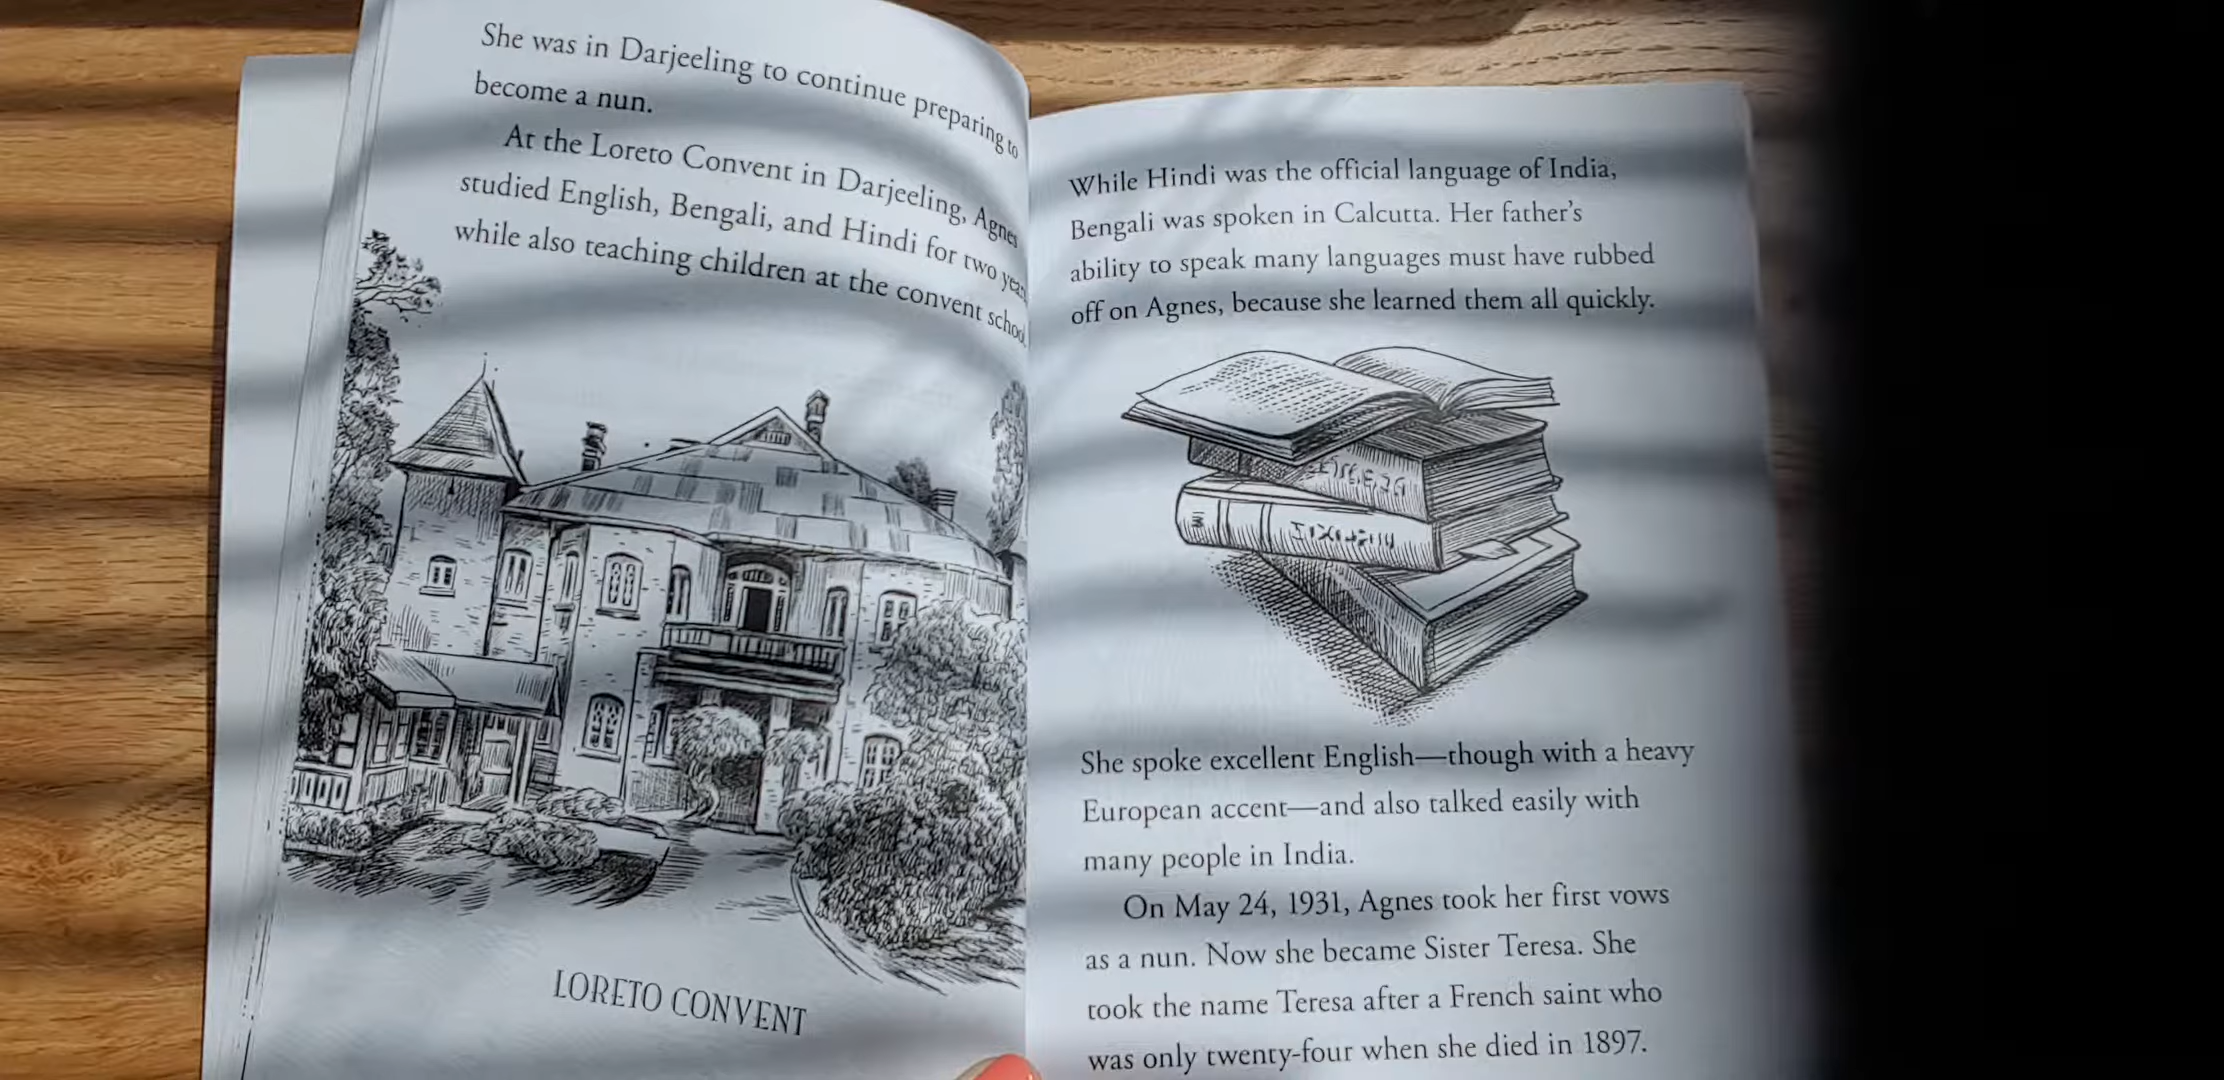 She was in Darjeeling to continue preparing to
become a nun.
At the Loreto Convent in Darjeeling, Agnes
studied English, Bengali, and Hindi for two
while also teaching children at the convent
LORETO CONVENT
While Hindi was the official language of India,
Bengali was spoken in Calcutta. Her father’s
ability to speak many languages must have rubbed
off on Agnes, because she learned them all quickly.
She spoke excellent English—though with a heavy
European accent—and also talked easily with
many people in India.
On May 24, 1931, Agnes took her first vows
as a nun. Now she became Sister Teresa. She
took the name Teresa after a French saint who
was only twenty-four when she died in 1897.